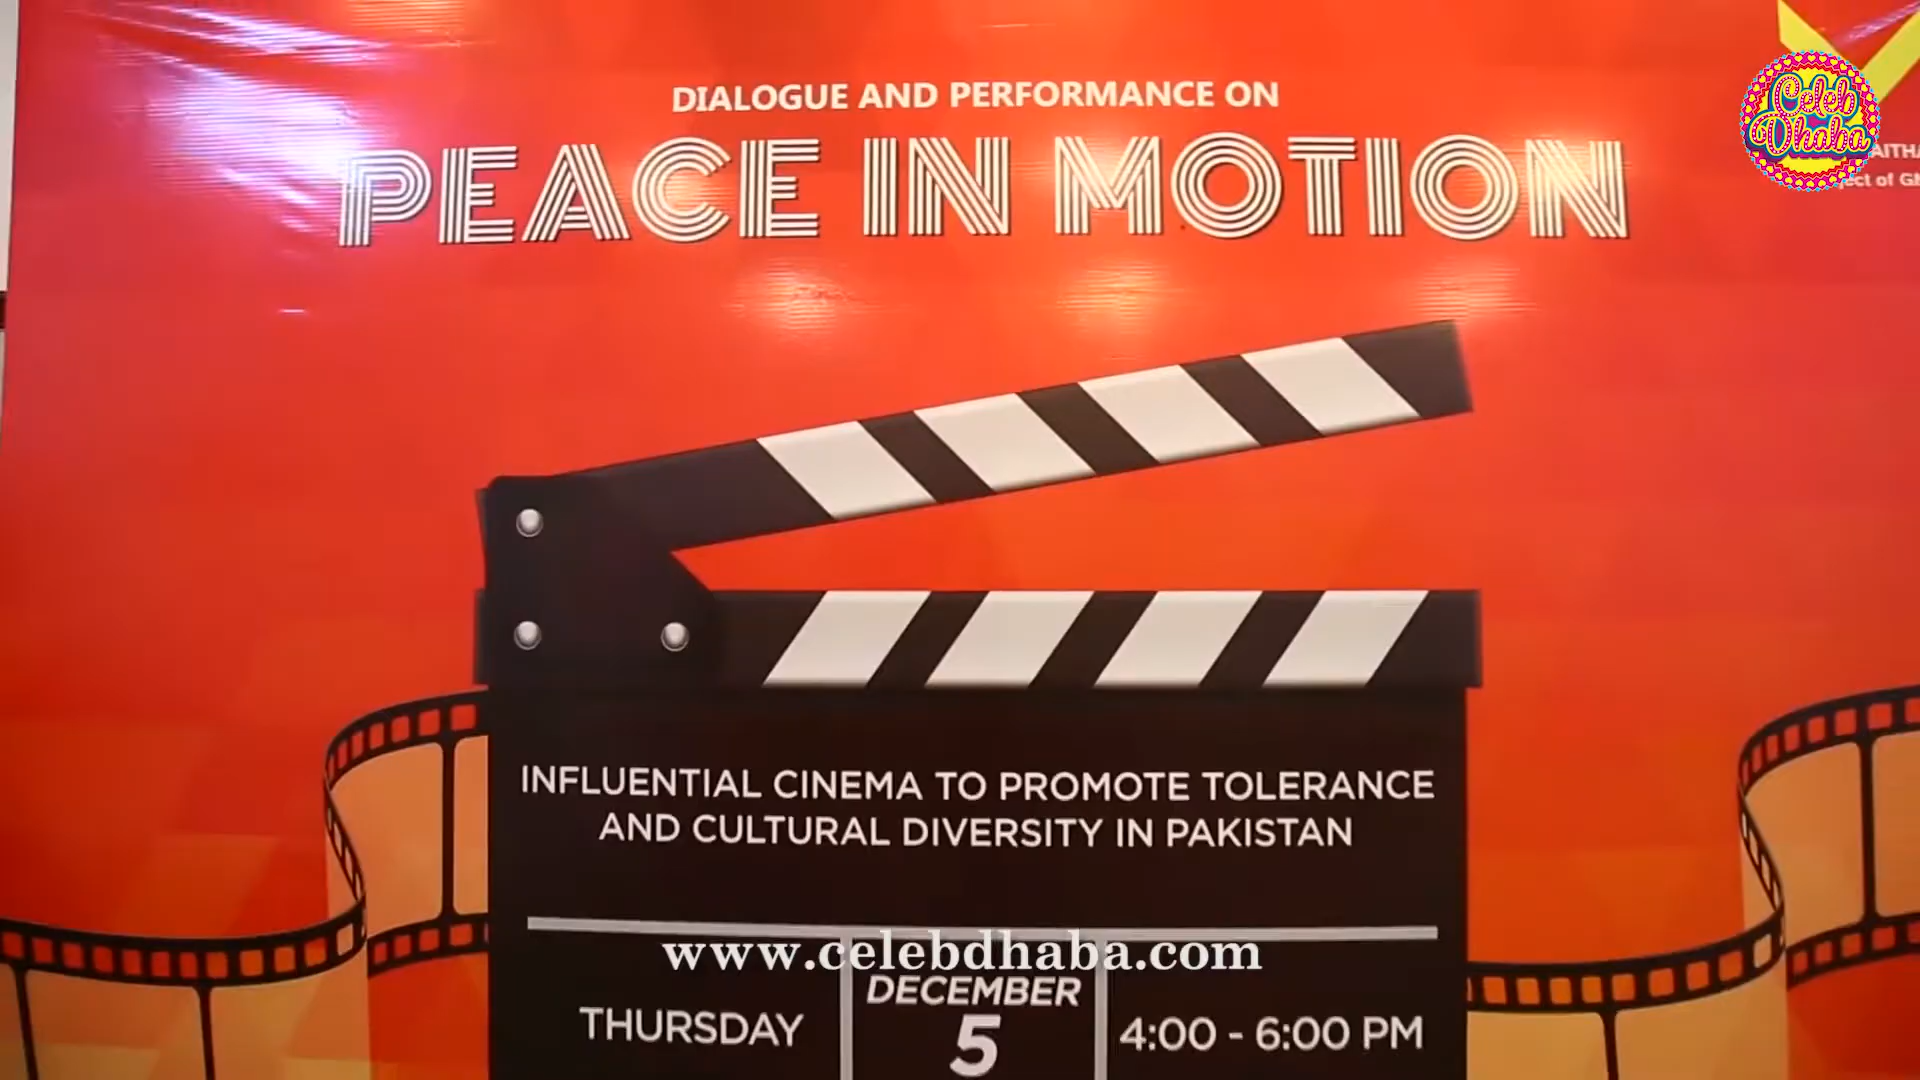 DIALOGUE AND PERFORMANCE ON
PEACE IN MOTION
Celeb
Dhaba
INFLUENTIAL CINEMA TO PROMOTE TOLERANCE
AND CULTURAL DIVERSITY IN PAKISTAN
www.celebdhaba.com
THURSDAY
DECEMBER
5
4:00 - 6:00 PM